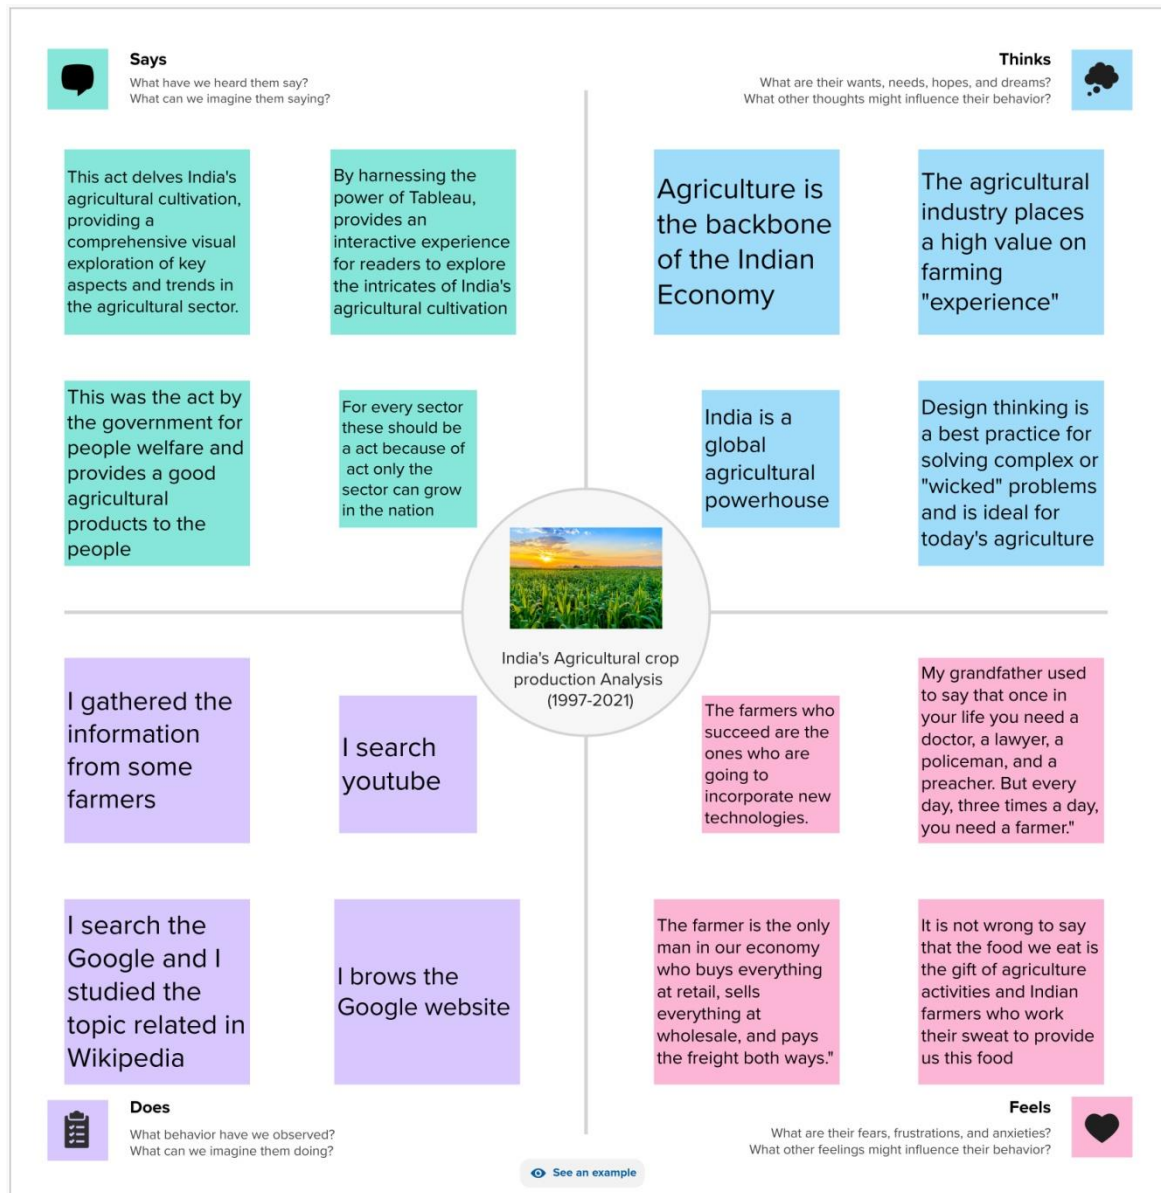 Says
What have we heard them say?
What can we imagine them saying?
Thinks
What are their wants, needs, hopes, and dreams?
What other thoughts might influence their behavior?
This act delves India's
agricultural cultivation,
providing a
comprehensive visual
exploration of key
aspects and trends in
the agricultural sector.
By harnessing the
power of Tableau,
provides an
interactive experience
for readers to explore
the intricates of India's
agricultural cultivation
Agriculture is
the backbone
of the Indian
Economy
The agricultural
industry places
a high value on
farming
"experience"
This was the act by
the government for
people welfare and
provides a good
agricultural
products to the
people
For every sector
these should be
a act because of
act only the
sector can grow
in the nation
India is a
global
agricultural
powerhouse
Design thinking is
a best practice for
solving complex or
"wicked" problems
and is ideal for
today's agriculture
India's Agricultural crop
production Analysis
(1997-2021)
I gathered the
information
from some
farmers
I search
youtube
The farmers who
succeed are the
ones who are
going to
incorporate new
technologies.
My grandfather used
to say that once in
your life you need a
doctor, a lawyer, a
policeman, and a
preacher. But every
day, three times a day,
you need a farmer."
I search the
Google and I
studied the
topic related in
Wikipedia
I brows the
Google website
The farmer is the only
man in our economy
who buys everything
at retail, sells
everything at
wholesale, and pays
the freight both ways."
It is not wrong to say
that the food we eat is
the gift of agriculture
activities and Indian
farmers who work
their sweat to provide
us this food
Does
What behavior have we observed?
What can we imagine them doing?
Feels
What are their fears, frustrations, and anxieties?
What other feelings might influence their behavior?
See an example